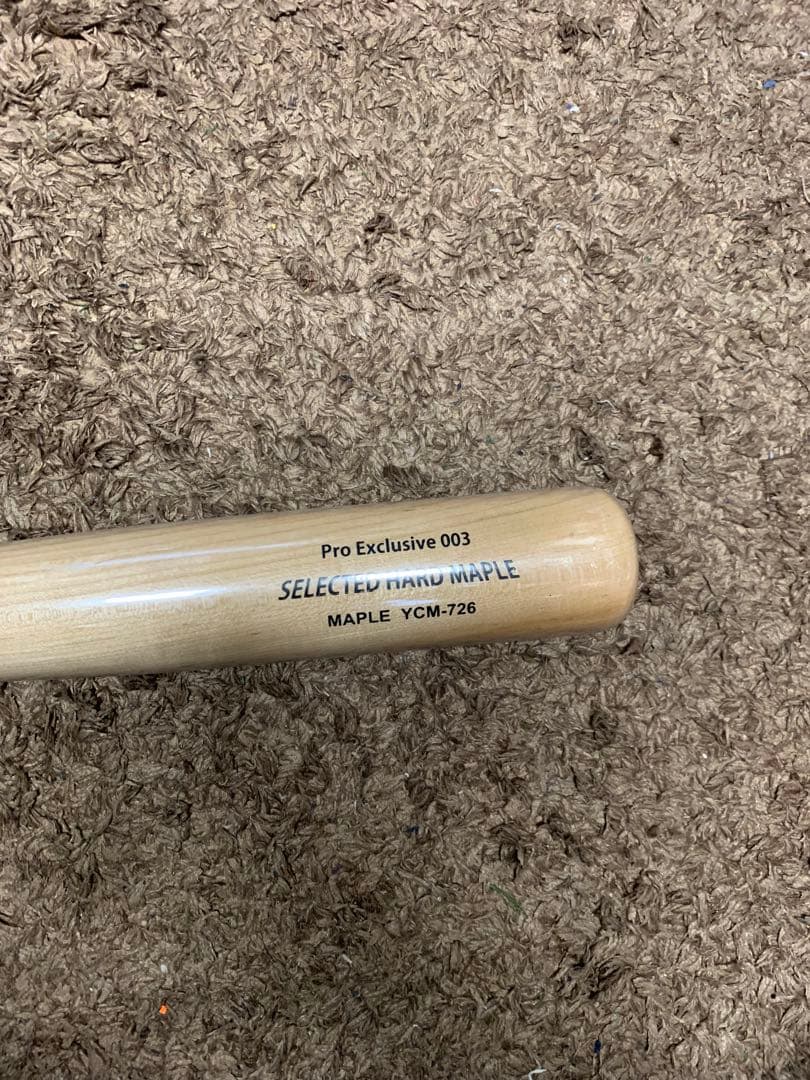 Pro Exclusive 003
SELECTED HARD MAPLE
MAPLE YCM-726